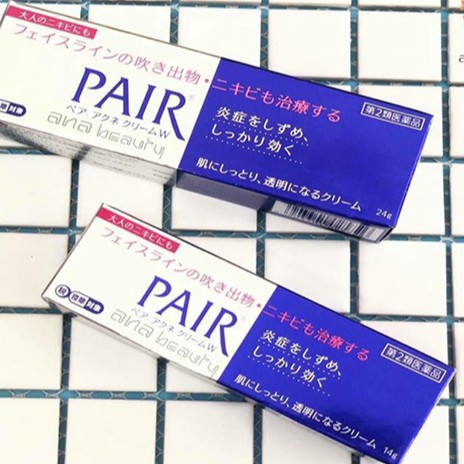 大人のニキビにも
フェイスラインの吹き出物・ニキビも治療する
PAIR®
ペア アクネ クリームW
ana beauty
第2類医薬品
炎症をしずめ、
しっかり効く
肌にしっとり、透明になるクリーム
24g
大人のニキビにも
フェイスラインの吹き出物・ニキビも治療する
PAIR®
ペア アクネ クリームW
ana beauty
税 控除 対象
第2類医薬品
炎症をしずめ、
しっかり効く
肌にしっとり、透明になるクリーム
14g